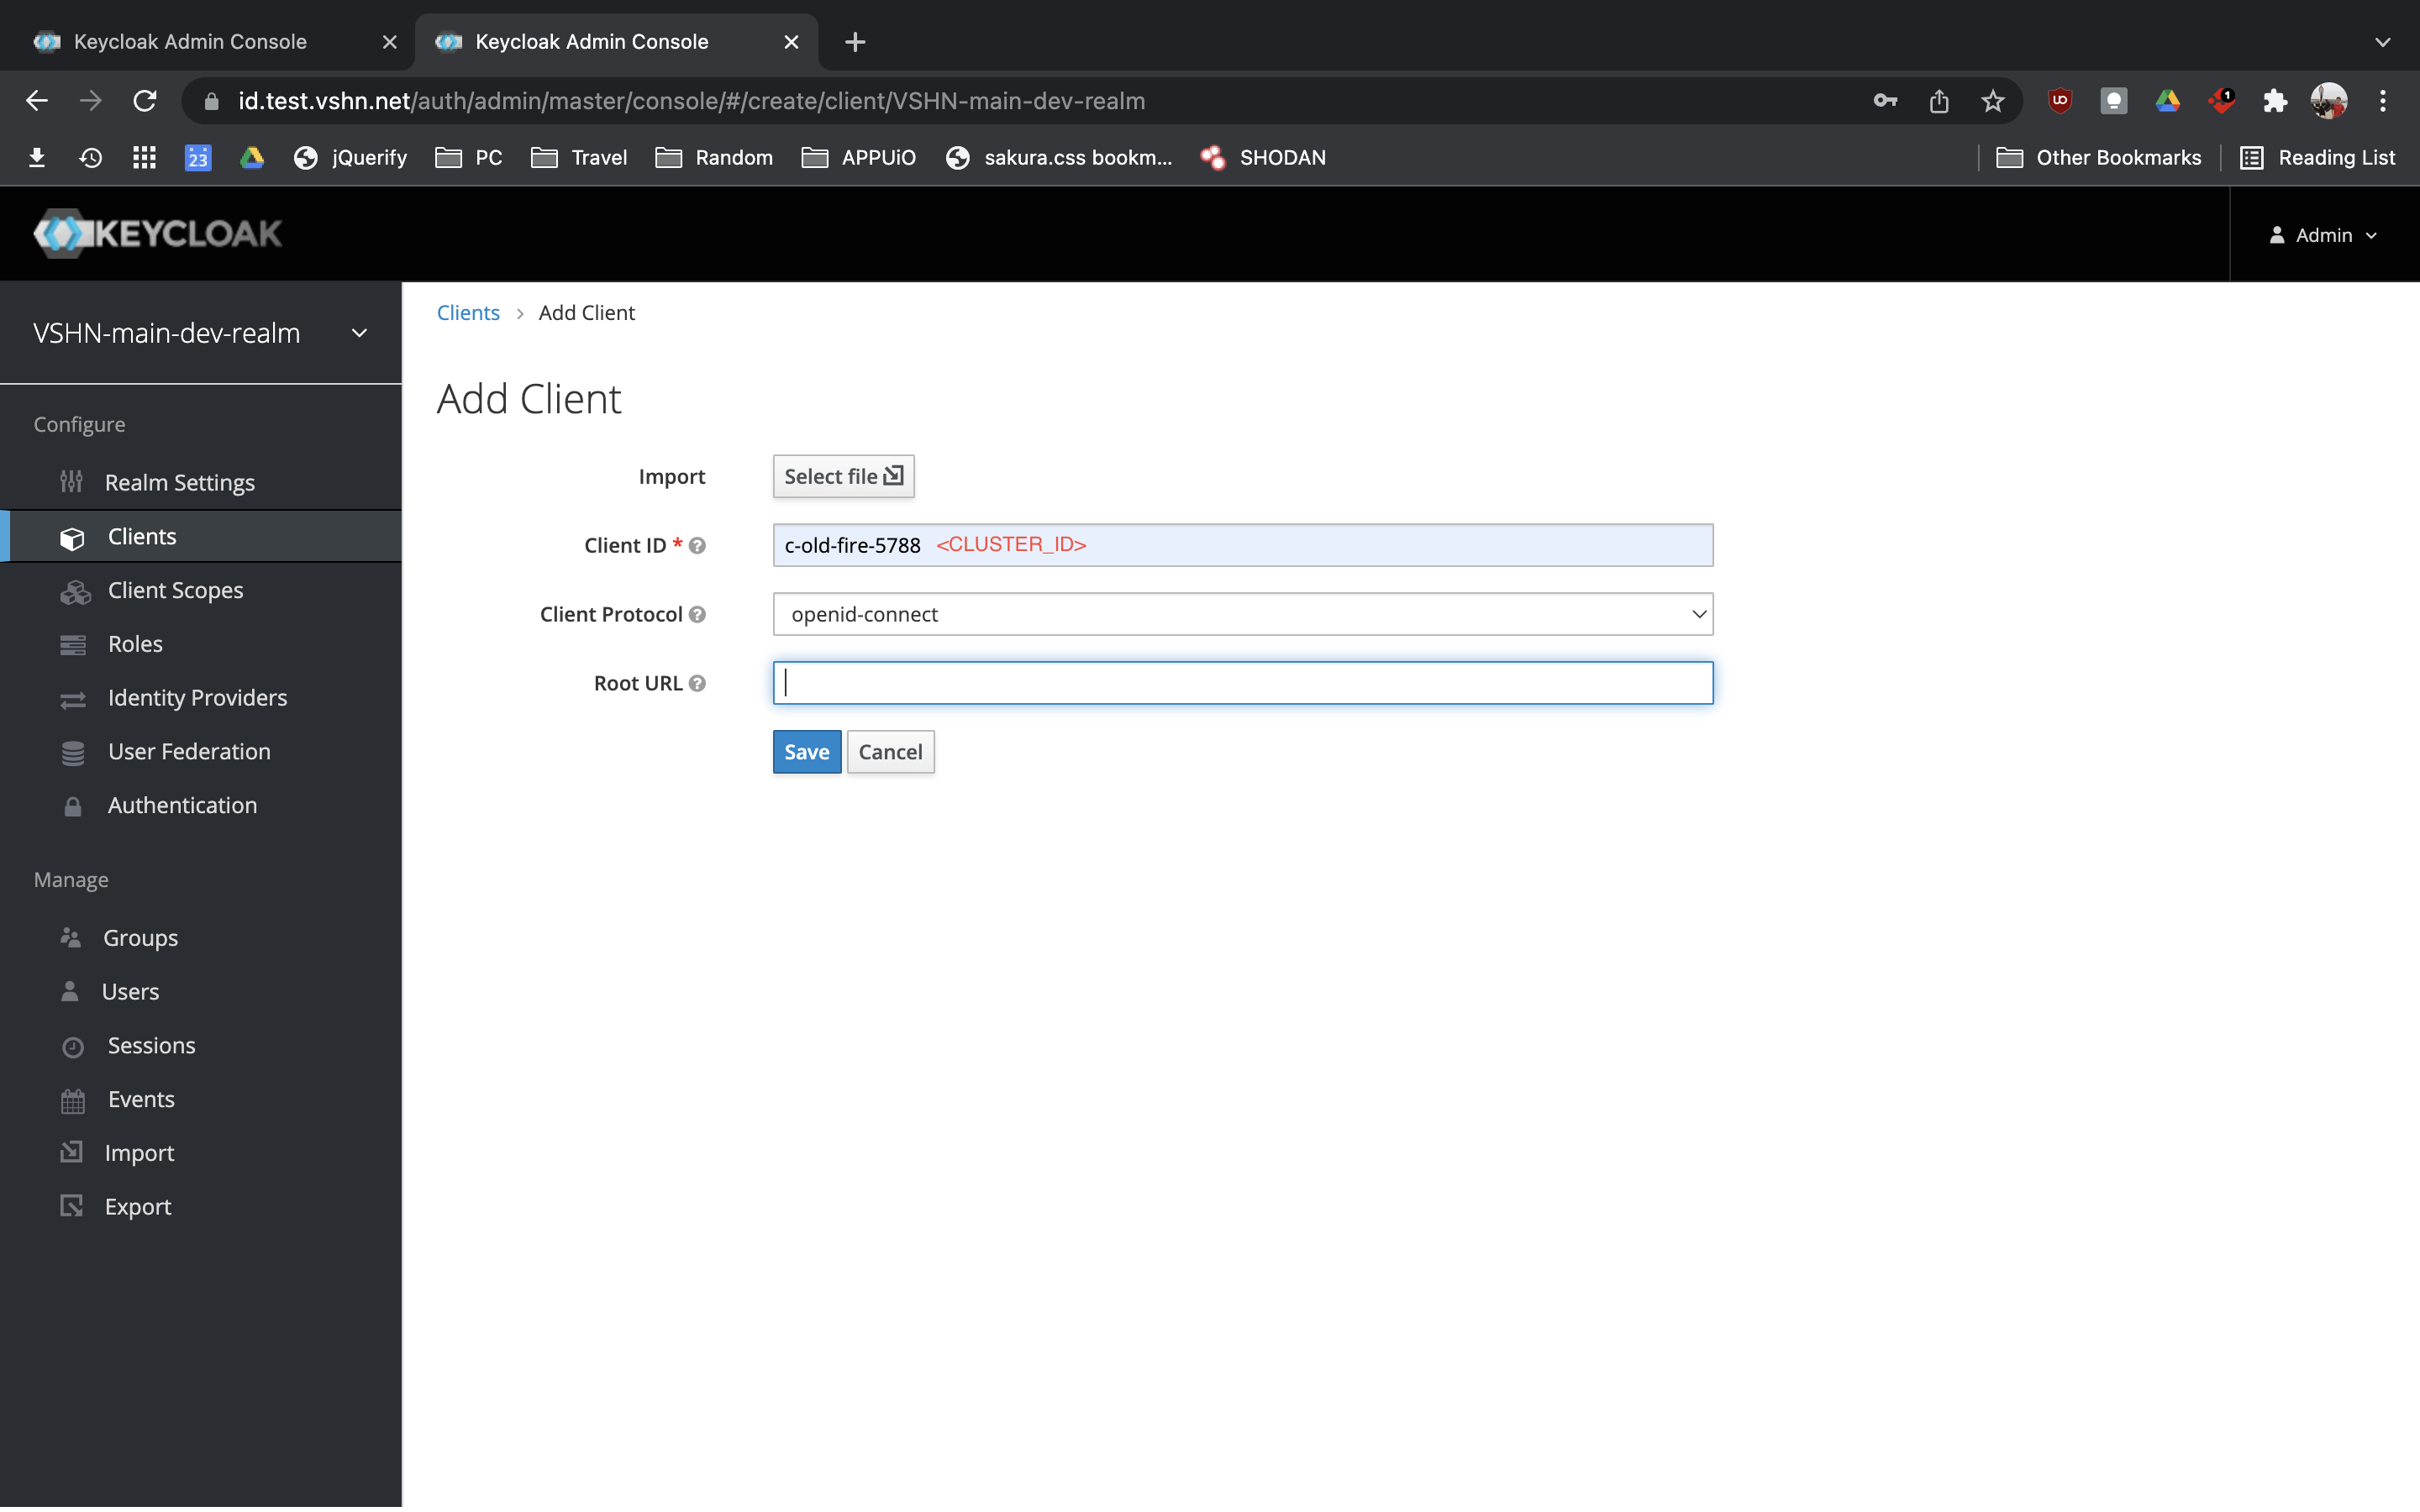 Keycloak Admin Console
Keycloak Admin Console
id.test.vshn.net/auth/admin/master/console/#/create/client/VSHN-main-dev-realm
1
23
jQuerify
PC
Travel
Random
APPUiO
sakura.css bookm...
SHODAN
Other Bookmarks
Reading List
KEYCLOAK
Admin
VSHN-main-dev-realm
Configure
Realm Settings
Clients
Client Scopes
Roles
Identity Providers
User Federation
Authentication
Manage
Groups
Users
Sessions
Events
Import
Export
Clients > Add Client
Add Client
Import Select file
Client ID * c-old-fire-5788 <CLUSTER_ID>
Client Protocol openid-connect
Root URL
Save Cancel